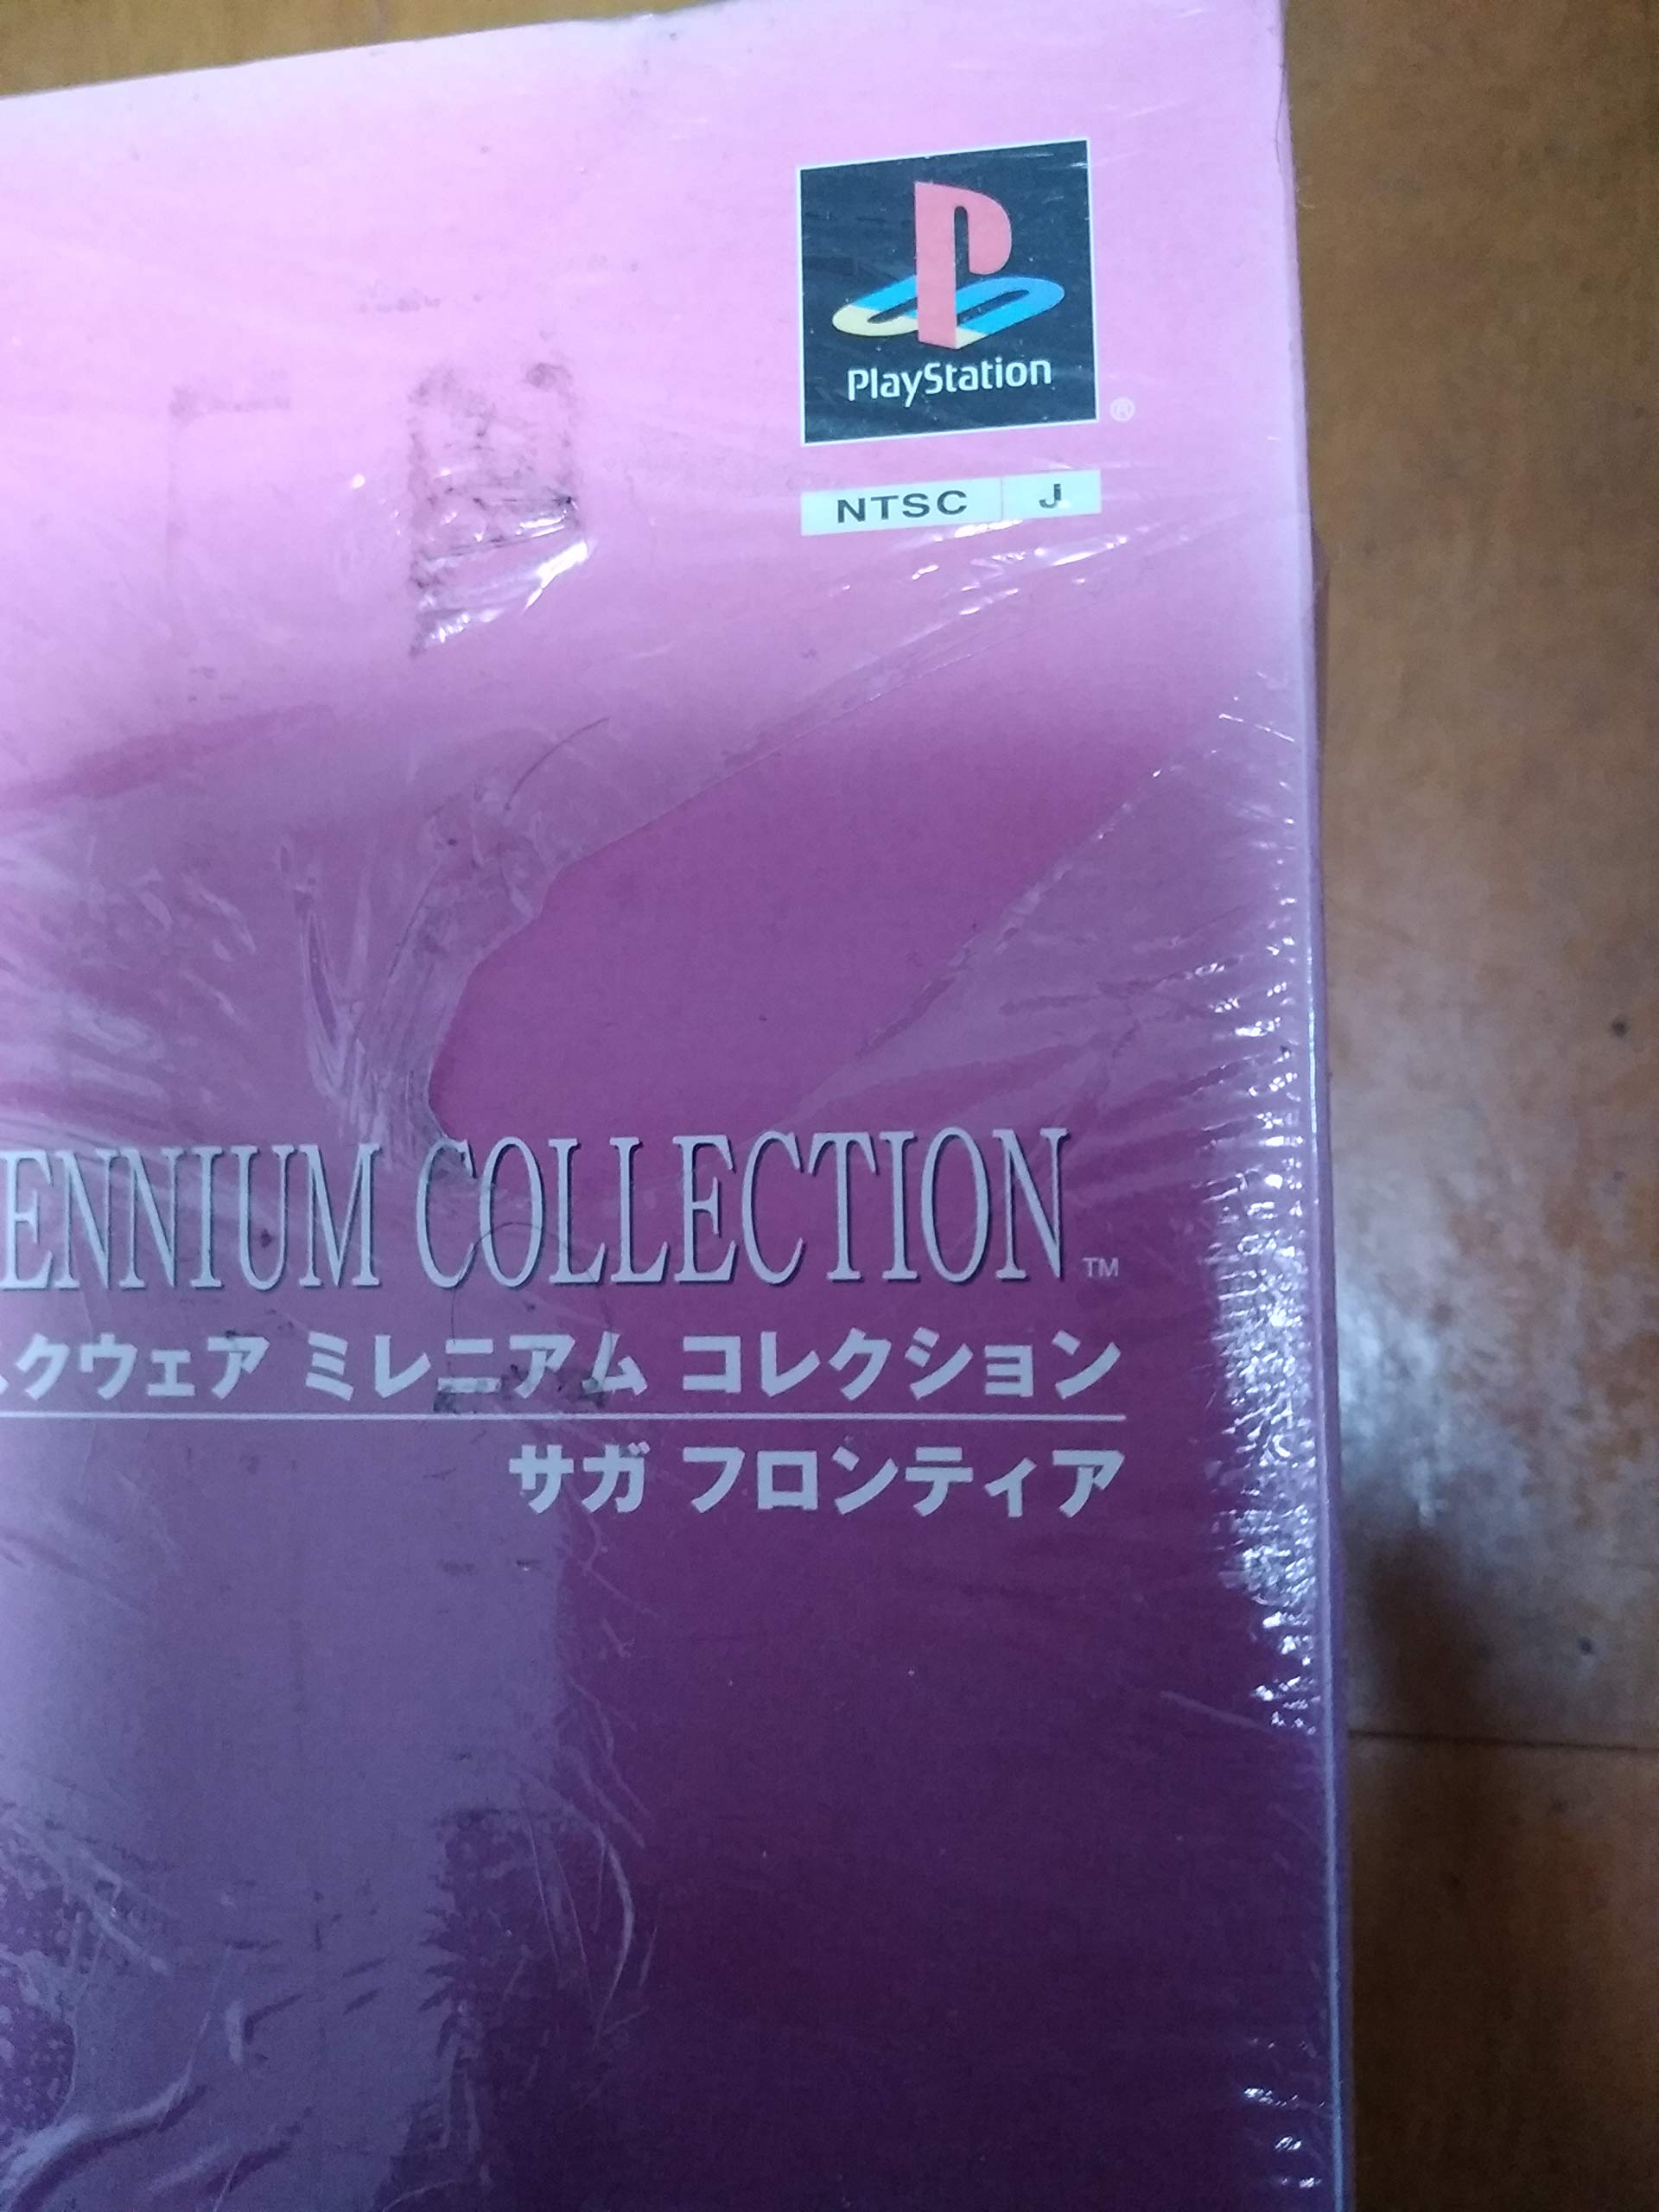 PlayStation
®
NTSC J
ENNIUM COLLECTION ™
クウェア ミレニアム コレクション
サガ フロンティア